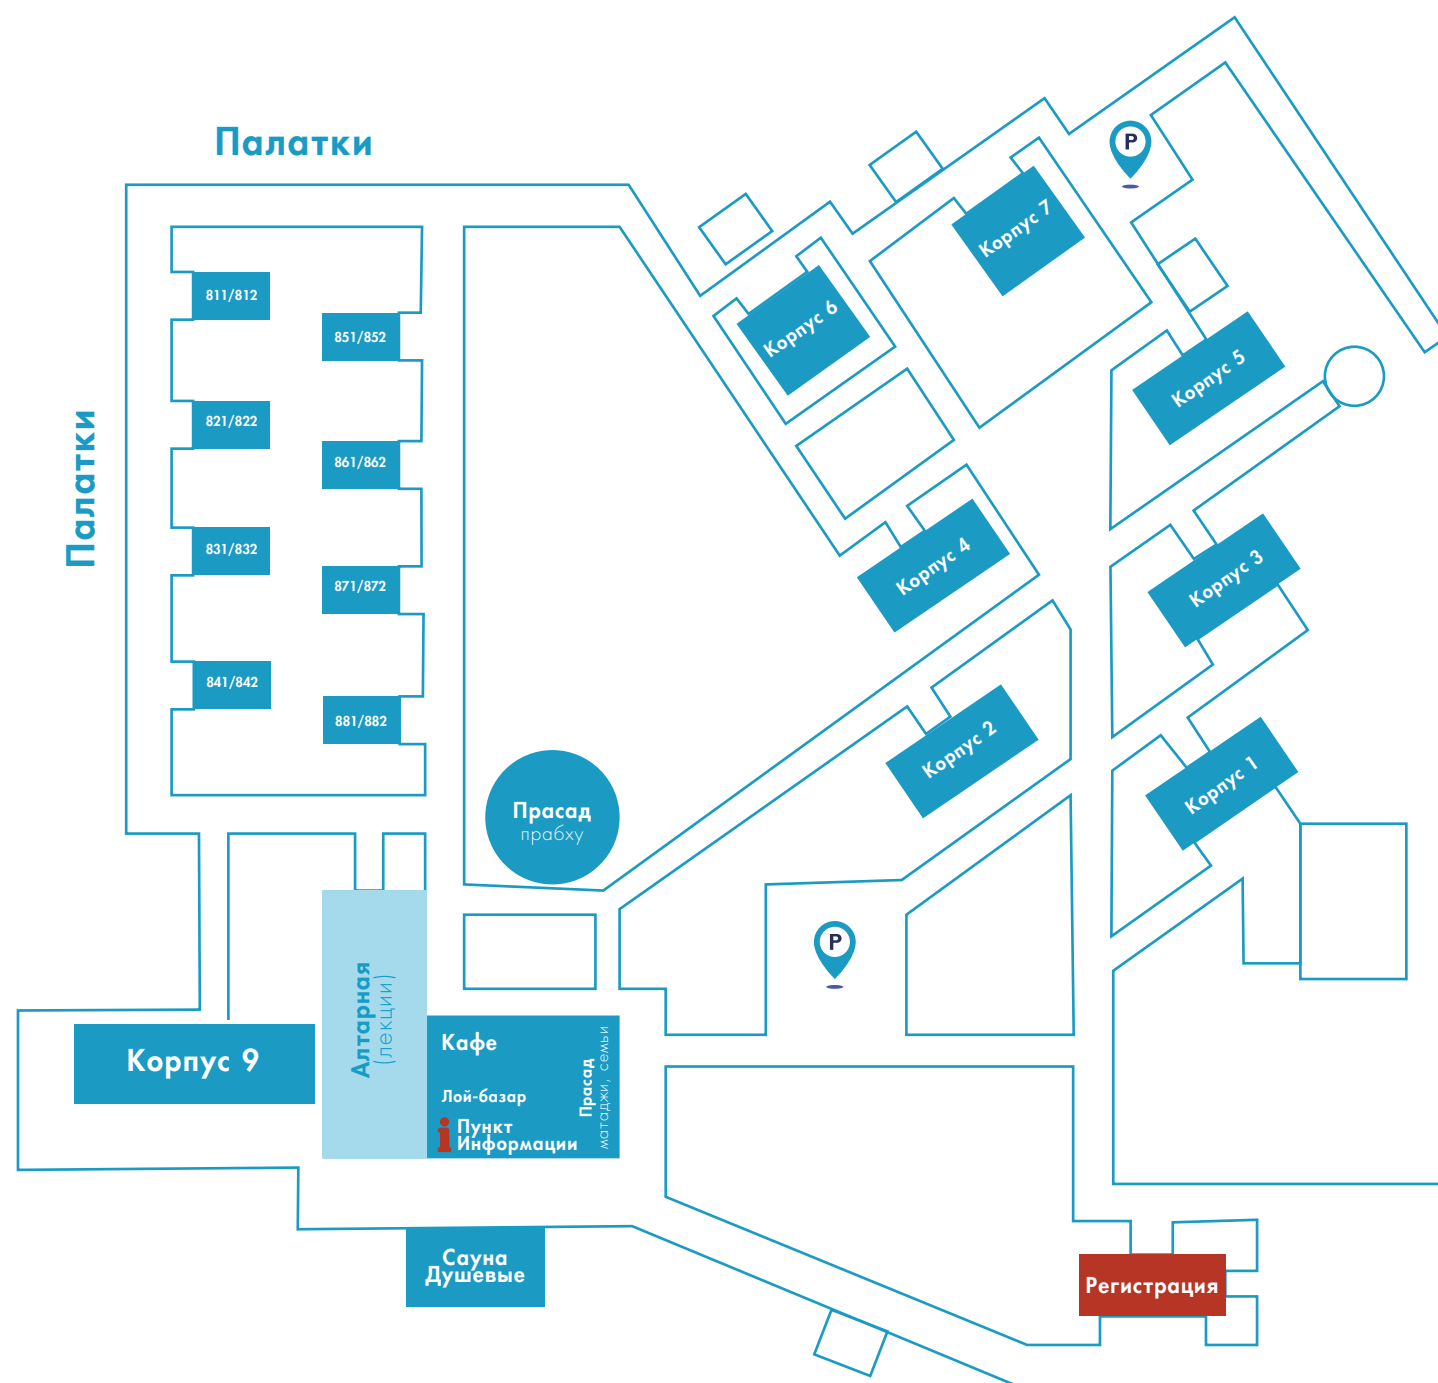 Палатки
P
Корпус 7
811/812
851/852
Корпус 6
Корпус 5
Палатки
821/822
861/862
831/832
871/872
Корпус 4
Корпус 3
841/842
881/882
Корпус 2
Корпус 1
Прасад
прабху
P
Алтарная
(лекции)
Корпус 9
Кафе
Лой-базар
Пункт
Информации
Прасад
матаджи, семьи
Сауна
Душевые
Регистрация